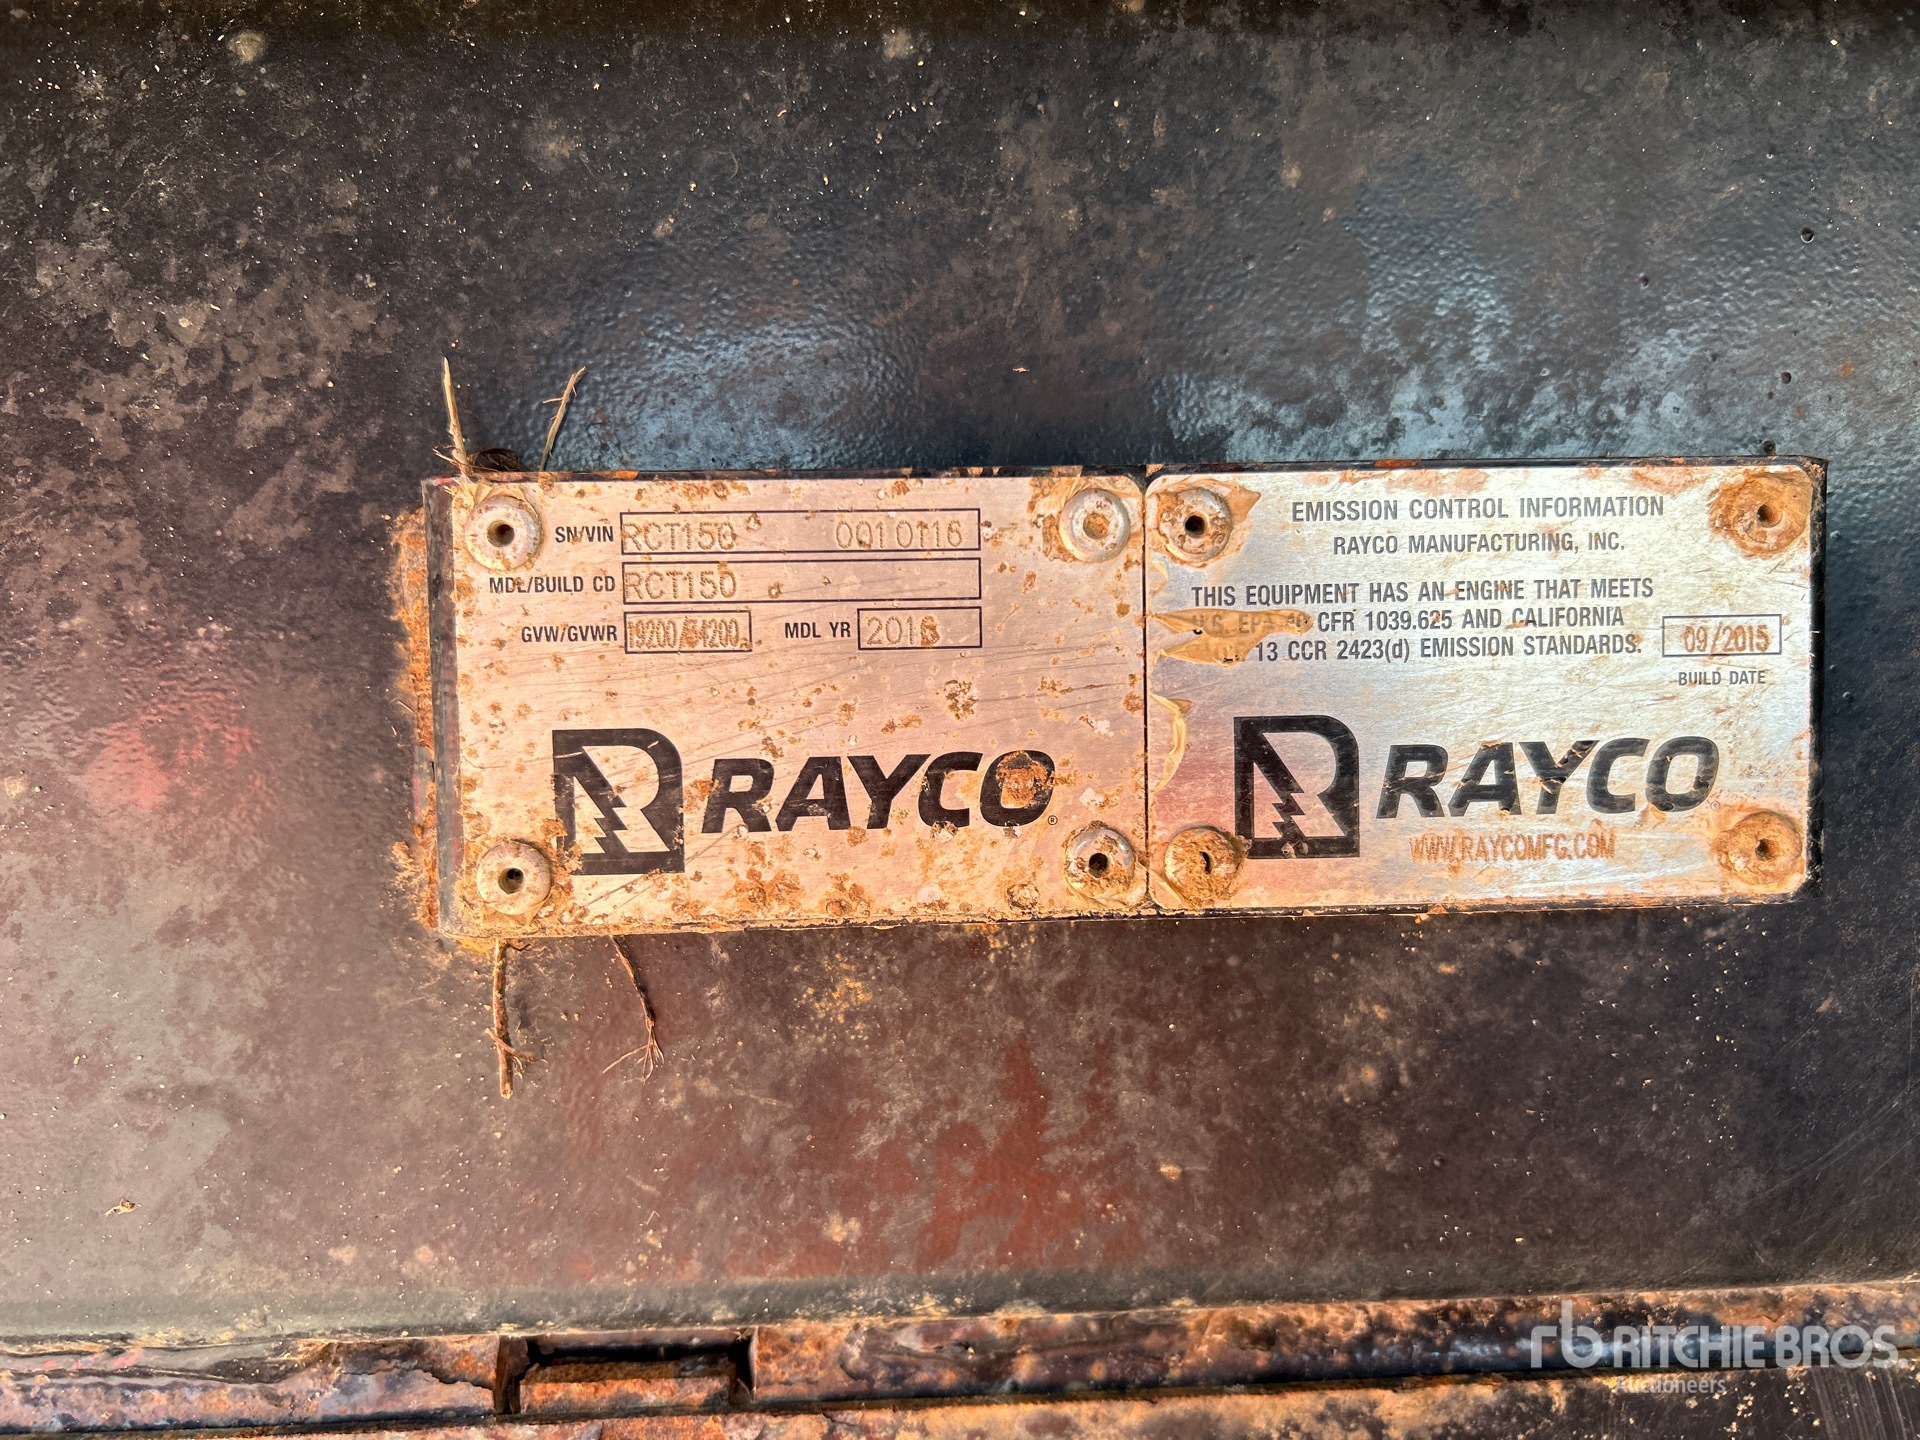 SN/VIN RCT150 0010116
MDL/BUILD CD RCT150
GVW/GVWR MDL YR
RAYCO®
EMISSION CONTROL INFORMATION
RAYCO MANUFACTURING, INC.
THIS EQUIPMENT HAS AN ENGINE THAT MEETS
CFR 1039.625 AND CALIFORNIA
13 CCR 2423(d) EMISSION STANDARDS.
09/2015
BUILD DATE
RAYCO
WWW.RAYCOMFG.COM
rb RITCHIE BROS.
Auctioneers